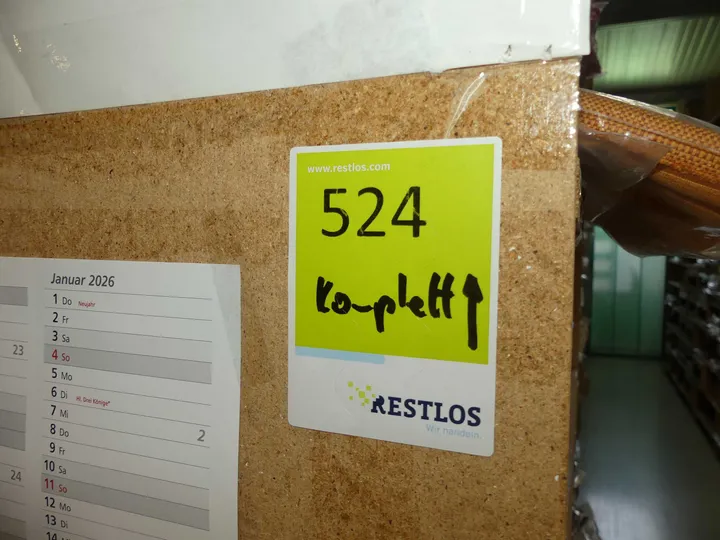 www.restlos.com
524
Komplett ↑
RESTLOS
Wir handeln.
Januar 2026
1 Do Neujahr
2 Fr
3 Sa
4 So
5 Mo
6 Di Hl. Drei Könige*
7 Mi
8 Do 2
9 Fr
10 Sa
11 So
12 Mo
13 Di
14
23
24